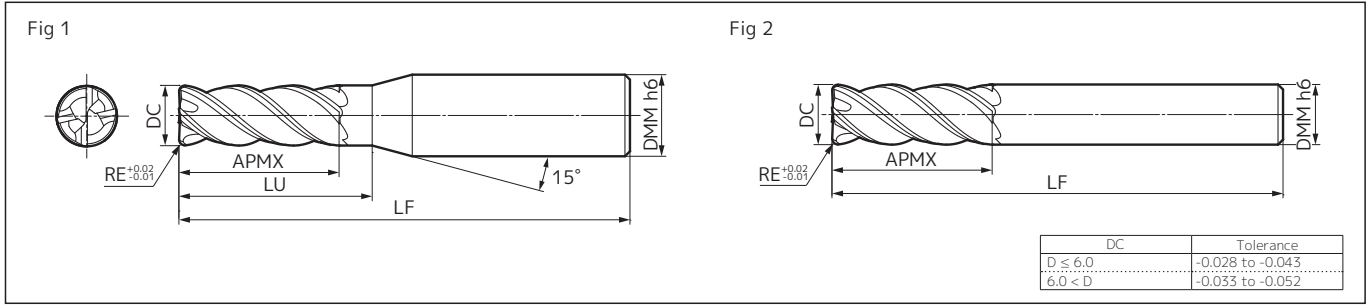 Fig 1
DC
RE+0.02
-0.01
APMX
LU
LF
15°
DMM h6
Fig 2
DC
RE+0.02
-0.01
APMX
LF
DMM h6
DC Tolerance
D ≤ 6.0 -0.028 to -0.043
6.0 < D -0.033 to -0.052